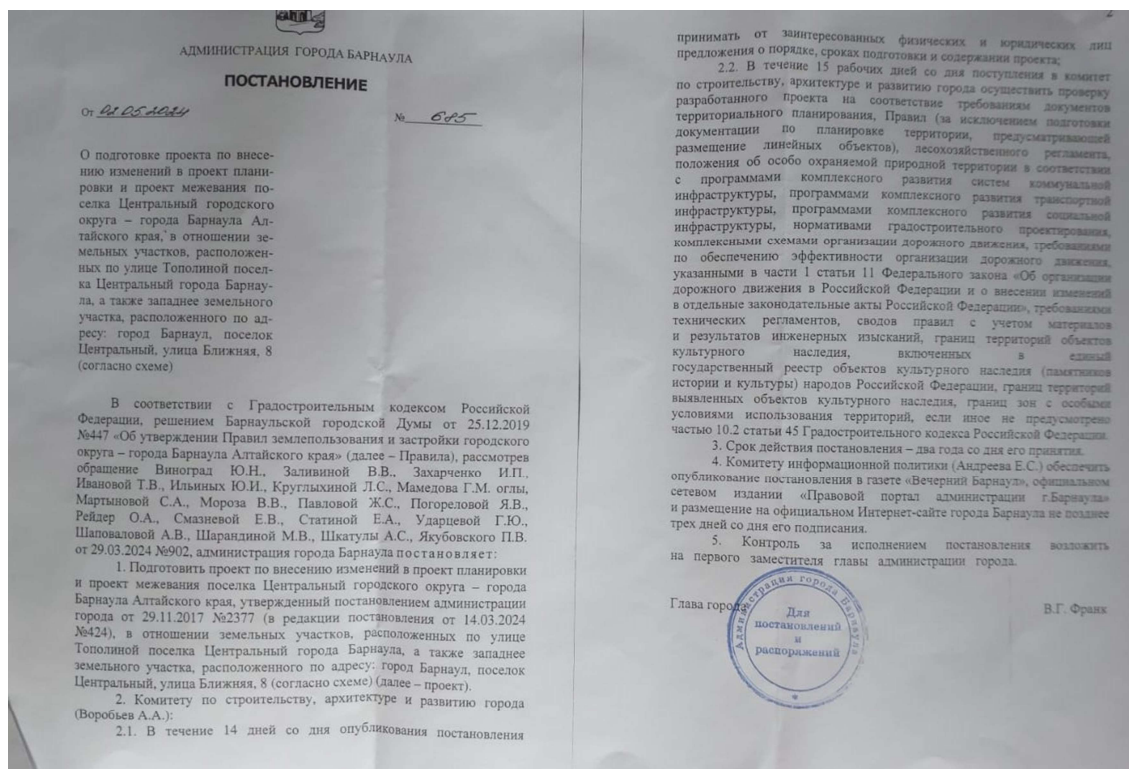 АДМИНИСТРАЦИЯ ГОРОДА БАРНАУЛА
ПОСТАНОВЛЕНИЕ
От 02.05.2024
№ 685
О подготовке проекта по внесе-
нию изменений в проект плани-
ровки и проект межевания по-
селка Центральный городского
округа – города Барнаула Ал-
тайского края, в отношении зе-
мельных участков, расположен-
ных по улице Тополиной посел-
ка Центральный города Барнау-
ла, а также западнее земельного
участка, расположенного по ад-
ресу: город Барнаул, поселок
Центральный, улица Ближняя, 8
(согласно схеме)
В соответствии с Градостроительным кодексом Российской
Федерации, решением Барнаульской городской Думы от 25.12.2019
№447 «Об утверждении Правил землепользования и застройки городского
округа – города Барнаула Алтайского края» (далее – Правила), рассмотрев
обращение Виноград Ю.Н., Заливиной В.В., Захарченко И.П.,
Ивановой Т.В., Ильиных Ю.И., Круглыхиной Л.С., Мамедова Г.М. оглы,
Мартыновой С.А., Мороза В.В., Павловой Ж.С., Погореловой Я.В.,
Рейдер О.А., Смазневой Е.В., Статиной Е.А., Ударцевой Г.Ю.,
Шаповаловой А.В., Шарандиной М.В., Шкатулы А.С., Якубовского П.В.
от 29.03.2024 №902, администрация города Барнаула постановляет:
1. Подготовить проект по внесению изменений в проект планировки
и проект межевания поселка Центральный городского округа – города
Барнаула Алтайского края, утвержденный постановлением администрации
города от 29.11.2017 №2377 (в редакции постановления от 14.03.2024
№424), в отношении земельных участков, расположенных по улице
Тополиной поселка Центральный города Барнаула, а также западнее
земельного участка, расположенного по адресу: город Барнаул, поселок
Центральный, улица Ближняя, 8 (согласно схеме) (далее – проект).
2. Комитету по строительству, архитектуре и развитию города
(Воробьев А.А.):
2.1. В течение 14 дней со дня опубликования постановления
2
принимать от заинтересованных физических и юридических лиц
предложения о порядке, сроках подготовки и содержании проекта;
2.2. В течение 15 рабочих дней со дня поступления в комитет
по строительству, архитектуре и развитию города осуществить проверку
разработанного проекта на соответствие требованиям документов
территориального планирования, Правил (за исключением подготовки
документации по планировке территории, предусматривающей
размещение линейных объектов), лесохозяйственного регламента,
положения об особо охраняемой природной территории в соответствии
с программами комплексного развития систем коммунальной
инфраструктуры, программами комплексного развития транспортной
инфраструктуры, программами комплексного развития социальной
инфраструктуры, нормативами градостроительного проектирования,
комплексными схемами организации дорожного движения, требованиями
по обеспечению эффективности организации дорожного движения,
указанными в части 1 статьи 11 Федерального закона «Об организации
дорожного движения в Российской Федерации и о внесении изменений
в отдельные законодательные акты Российской Федерации», требованиями
технических регламентов, сводов правил с учетом материалов
и результатов инженерных изысканий, границ территорий объектов
культурного наследия, включенных в единый
государственный реестр объектов культурного наследия (памятников
истории и культуры) народов Российской Федерации, границ территорий
выявленных объектов культурного наследия, границ зон с особыми
условиями использования территорий, если иное не предусмотрено
частью 10.2 статьи 45 Градостроительного кодекса Российской Федерации.
3. Срок действия постановления – два года со дня его принятия.
4. Комитету информационной политики (Андреева Е.С.) обеспечить
опубликование постановления в газете «Вечерний Барнаул», официальном
сетевом издании «Правовой портал администрации г.Барнаула»
и размещение на официальном Интернет-сайте города Барнаула не позднее
трех дней со дня его подписания.
5. Контроль за исполнением постановления возложить
на первого заместителя главы администрации города.
Глава города
В.Г. Франк
Администрация города Барнаула
Для
постановлений
и
распоряжений